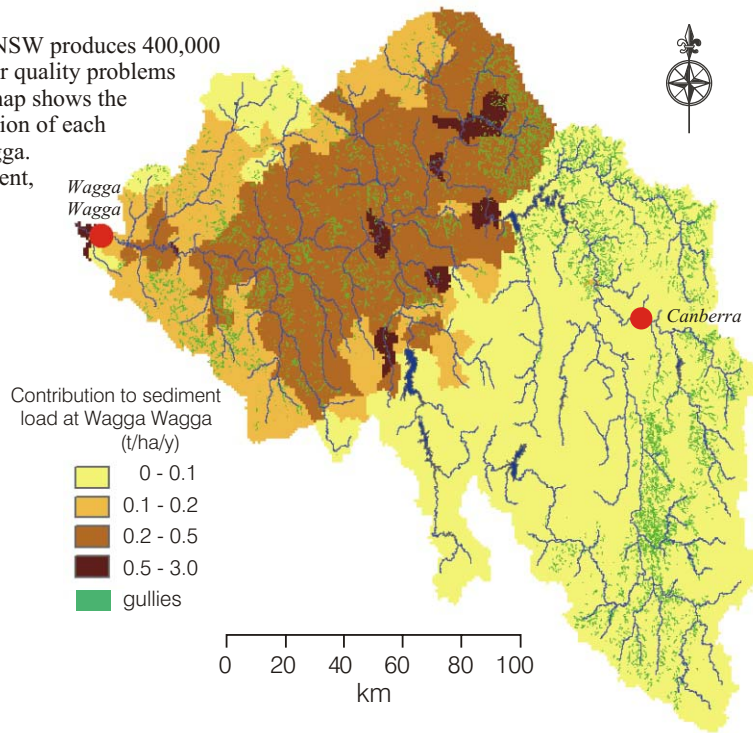 NSW produces 400,000
r quality problems
map shows the
ion of each
gga.
ent,
Wagga
Wagga
Canberra
Contribution to sediment
load at Wagga Wagga
(t/ha/y)
0 - 0.1
0.1 - 0.2
0.2 - 0.5
0.5 - 3.0
gullies
0 20 40 60 80 100
km